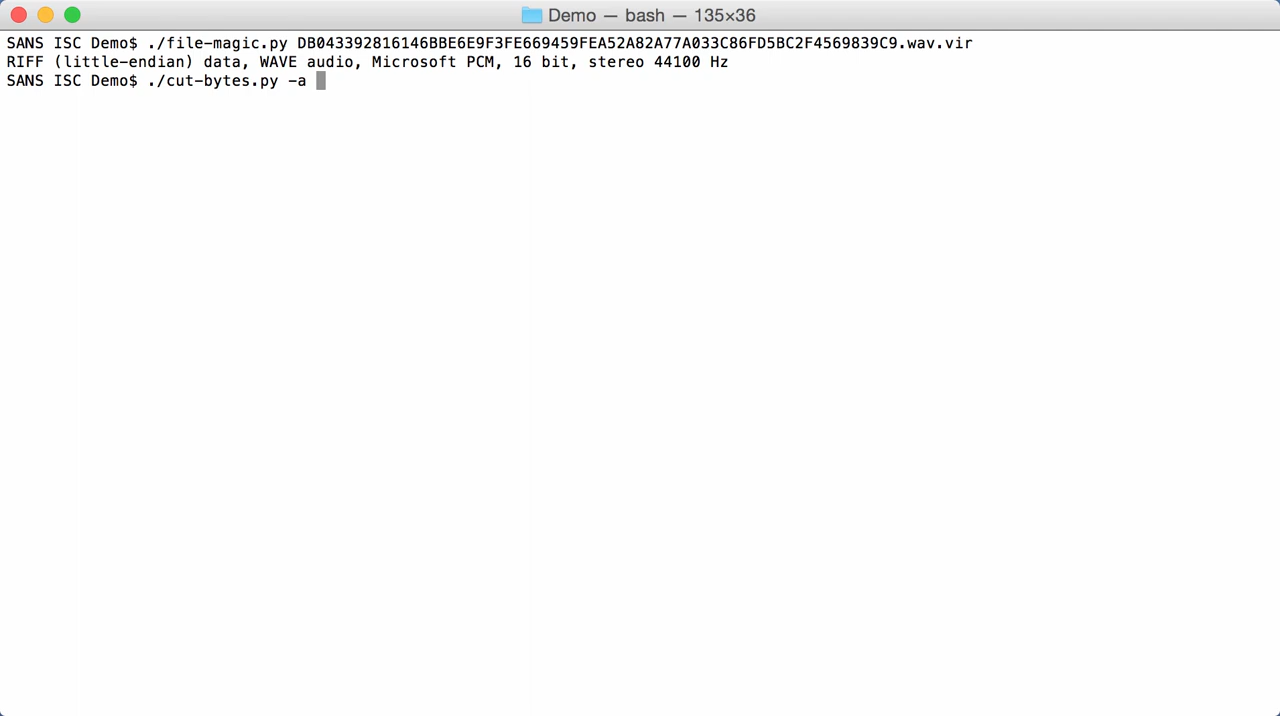 Demo — bash — 135×36
SANS ISC Demo$ ./file-magic.py DB043392816146BBE6E9F3FE669459FEA52A82A77A033C86FD5BC2F4569839C9.wav.vir
RIFF (little-endian) data, WAVE audio, Microsoft PCM, 16 bit, stereo 44100 Hz
SANS ISC Demo$ ./cut-bytes.py -a